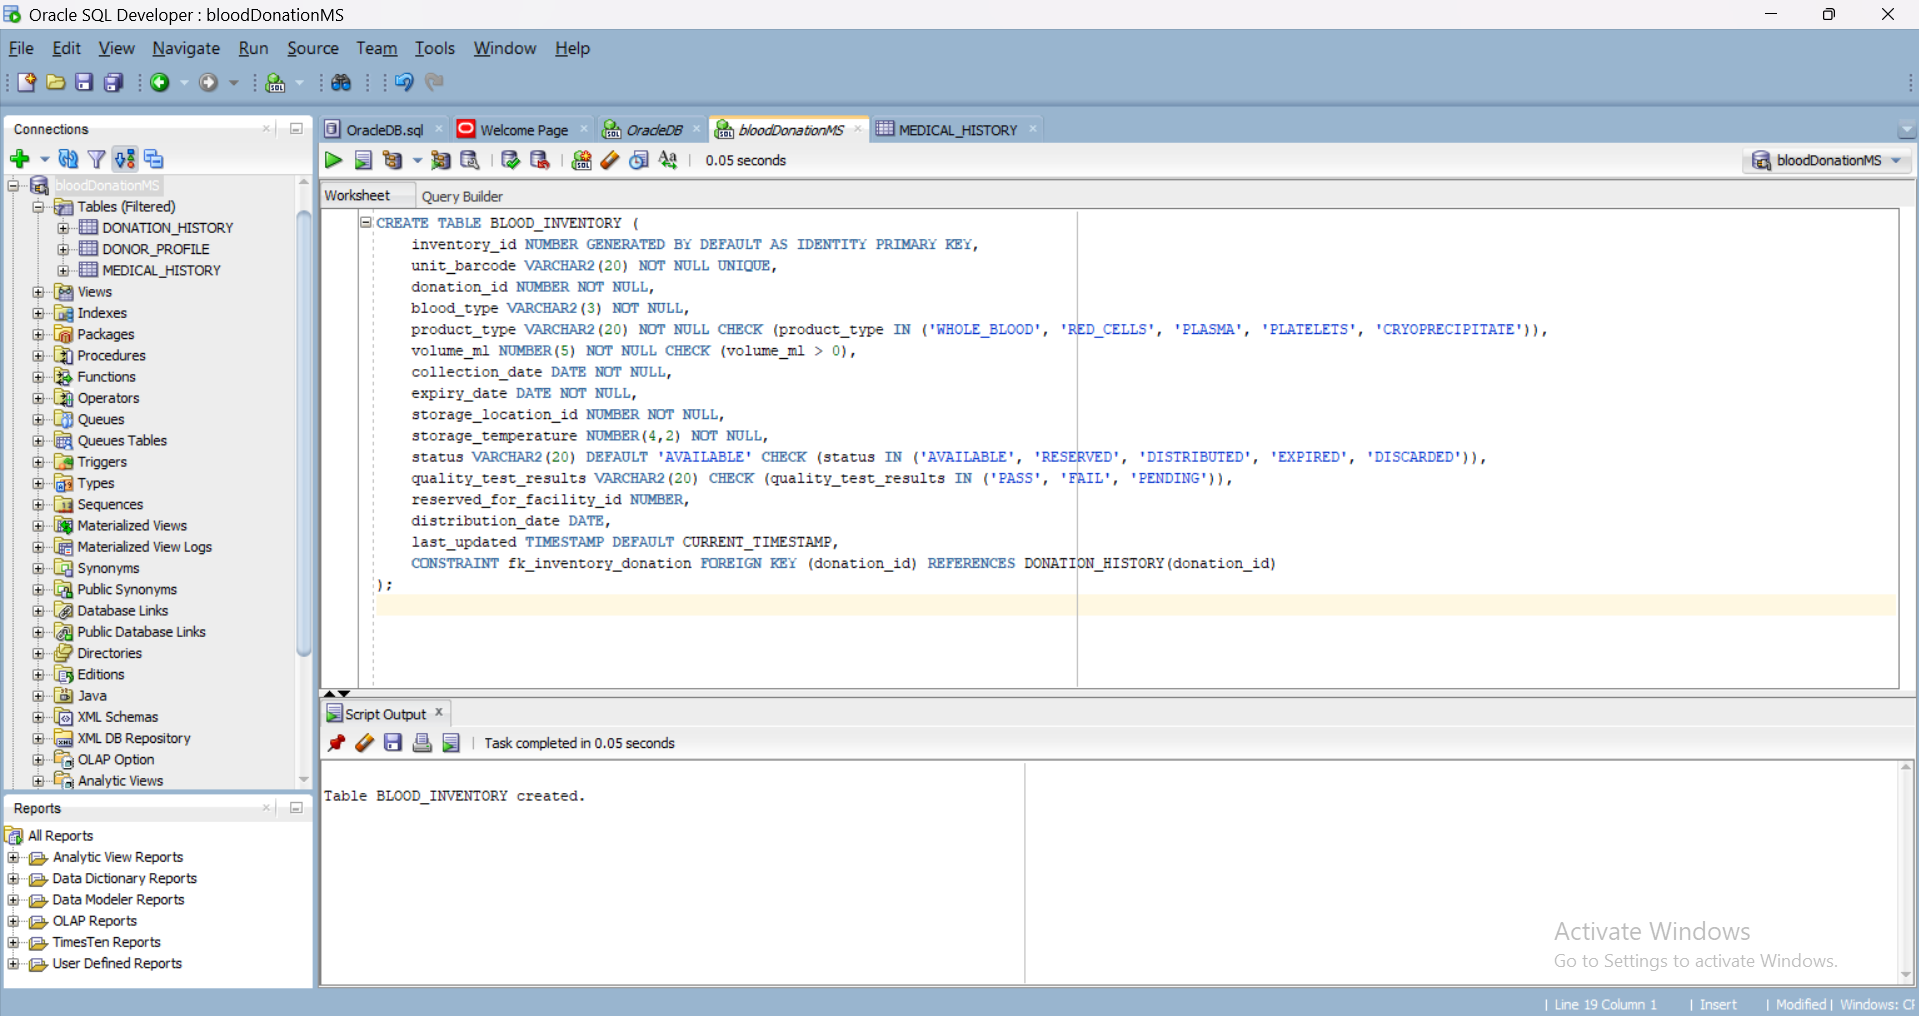 Oracle SQL Developer : bloodDonationMS
File Edit View Navigate Run Source Team Tools Window Help
Connections
bloodDonationMS
Tables (Filtered)
DONATION_HISTORY
DONOR_PROFILE
MEDICAL_HISTORY
Views
Indexes
Packages
Procedures
Functions
Operators
Queues
Queues Tables
Triggers
Types
Sequences
Materialized Views
Materialized View Logs
Synonyms
Public Synonyms
Database Links
Public Database Links
Directories
Editions
Java
XML Schemas
XML DB Repository
OLAP Option
Analytic Views
Reports
All Reports
Analytic View Reports
Data Dictionary Reports
Data Modeler Reports
OLAP Reports
TimesTen Reports
User Defined Reports
OracleDB.sql Welcome Page OracleDB bloodDonationMS MEDICAL_HISTORY
0.05 seconds
bloodDonationMS
Worksheet Query Builder
CREATE TABLE BLOOD_INVENTORY (
inventory_id NUMBER GENERATED BY DEFAULT AS IDENTITY PRIMARY KEY,
unit_barcode VARCHAR2(20) NOT NULL UNIQUE,
donation_id NUMBER NOT NULL,
blood_type VARCHAR2(3) NOT NULL,
product_type VARCHAR2(20) NOT NULL CHECK (product_type IN ('WHOLE_BLOOD', 'RED_CELLS', 'PLASMA', 'PLATELETS', 'CRYOPRECIPITATE')),
volume_ml NUMBER(5) NOT NULL CHECK (volume_ml > 0),
collection_date DATE NOT NULL,
expiry_date DATE NOT NULL,
storage_location_id NUMBER NOT NULL,
storage_temperature NUMBER(4,2) NOT NULL,
status VARCHAR2(20) DEFAULT 'AVAILABLE' CHECK (status IN ('AVAILABLE', 'RESERVED', 'DISTRIBUTED', 'EXPIRED', 'DISCARDED')),
quality_test_results VARCHAR2(20) CHECK (quality_test_results IN ('PASS', 'FAIL', 'PENDING')),
reserved_for_facility_id NUMBER,
distribution_date DATE,
last_updated TIMESTAMP DEFAULT CURRENT_TIMESTAMP,
CONSTRAINT fk_inventory_donation FOREIGN KEY (donation_id) REFERENCES DONATION_HISTORY(donation_id)
);
Script Output
Task completed in 0.05 seconds
Table BLOOD_INVENTORY created.
Activate Windows
Go to Settings to activate Windows.
Line 19 Column 1 | Insert | Modified | Windows: C